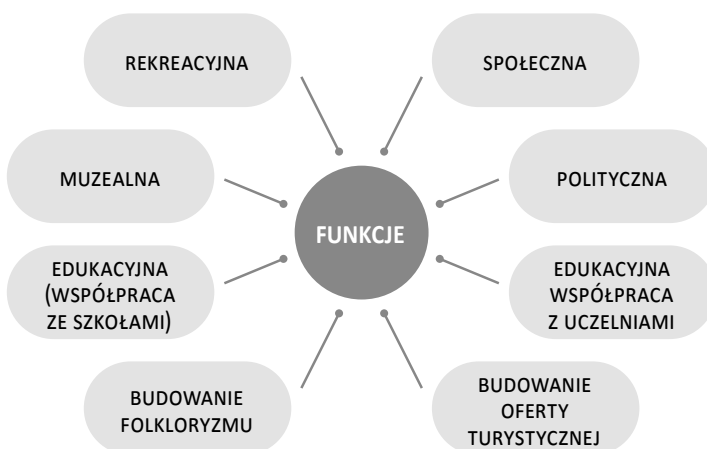 REKREACYJNA
SPOŁECZNA
MUZEALNA
POLITYCZNA
FUNKCJE
EDUKACYJNA
(WSPÓŁPRACA
ZE SZKOŁAMI)
EDUKACYJNA
WSPÓŁPRACA
Z UCZELNIAMI
BUDOWANIE
FOLKLORYZMU
BUDOWANIE
OFERTY
TURYSTYCZNEJ